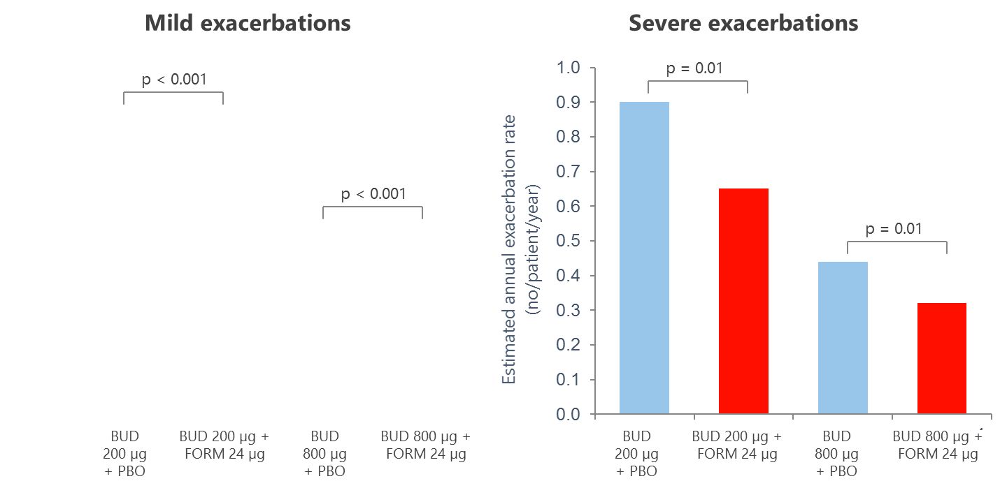 Mild exacerbations
p < 0.001
p < 0.001
BUD
200 µg
+ PBO
BUD 200 µg +
FORM 24 µg
BUD
800 µg
+ PBO
BUD 800 µg +
FORM 24 µg
Severe exacerbations
Estimated annual exacerbation rate
(no/patient/year)
1.0
0.9
0.8
0.7
0.6
0.5
0.4
0.3
0.2
0.1
0.0
p = 0.01
p = 0.01
BUD
200 µg
+ PBO
BUD 200 µg +
FORM 24 µg
BUD
800 µg
+ PBO
BUD 800 µg +
FORM 24 µg